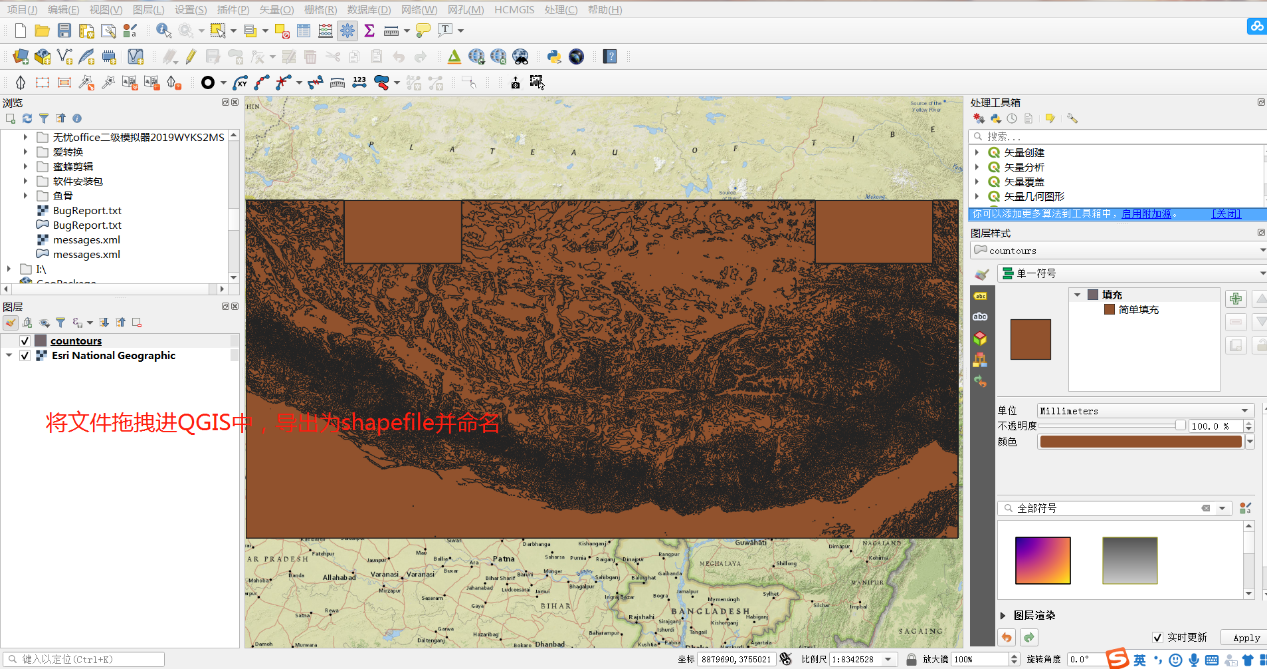 项目(J) 编辑(E) 视图(V) 图层(L) 设置(S) 插件(P) 矢量(O) 栅格(R) 数据库(D) 网络(W) 网孔(M) HCMGIS 处理(C) 帮助(H)
浏览
无忧office二级模拟器2019WYKS2MS
爱转换
蜜蜂剪辑
软件安装包
鱼骨
BugReport.txt
BugReport.txt
messages.xml
messages.xml
I:\
图层
countours
Esri National Geographic
将文件拖拽进QGIS中，导出为shapefile并命名
P L A T E A U O F T I B E
Patna
Allahabad
Varanasi
Varanasi
BIHAR
Dhanbad
Rajshahi
BANGLADESH
MEGHALAYA
Guwāhāti
NAGALAND
MANIPUR
SAGAING
处理工具箱
搜索...
矢量创建
矢量分析
矢量覆盖
矢量几何图形
你可以添加更多算法到工具箱中，启用附加源。 [关闭]
图层样式
countours
单一符号
填充
简单填充
单位 Millimeters
不透明度 100.0 %
颜色
全部符号
图层渲染
实时更新 Apply
键入以定位(Ctrl+K)
坐标 8879690,3755021 比例尺 1:8342528 放大镜 100% 旋转角度 0.0°
英